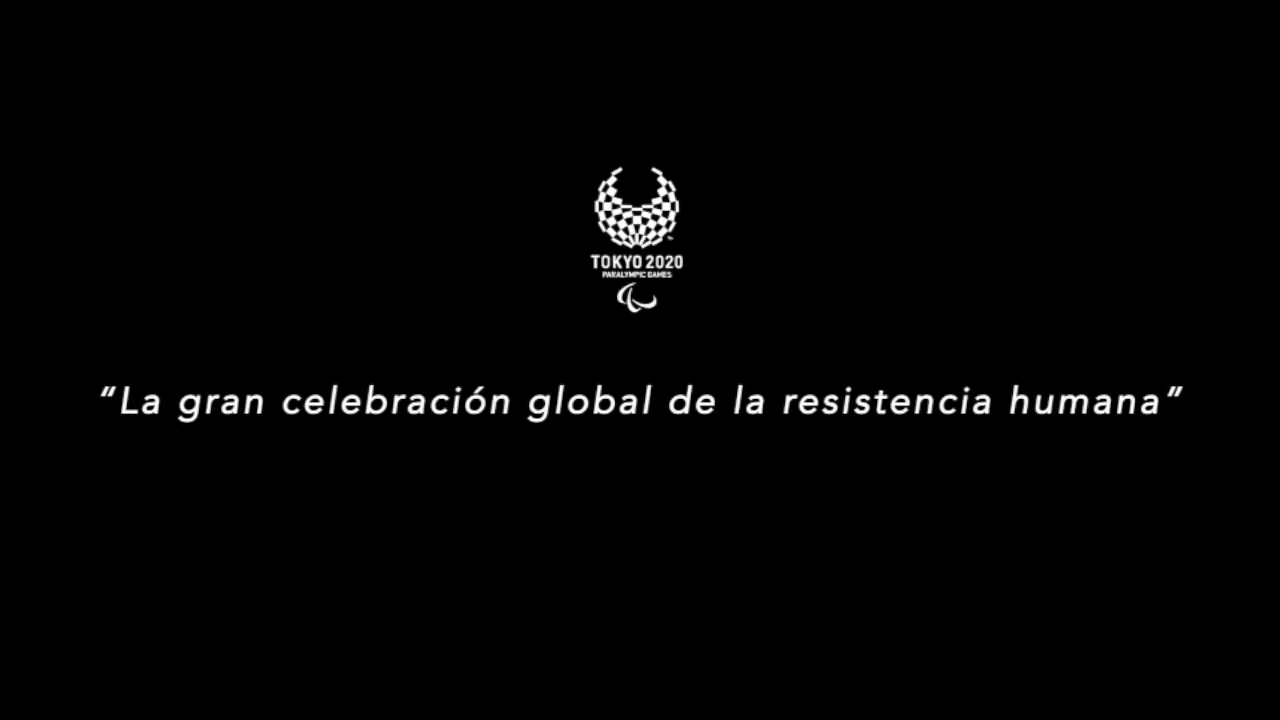 TOKYO 2020
PARALYMPIC GAMES
“La gran celebración global de la resistencia humana”